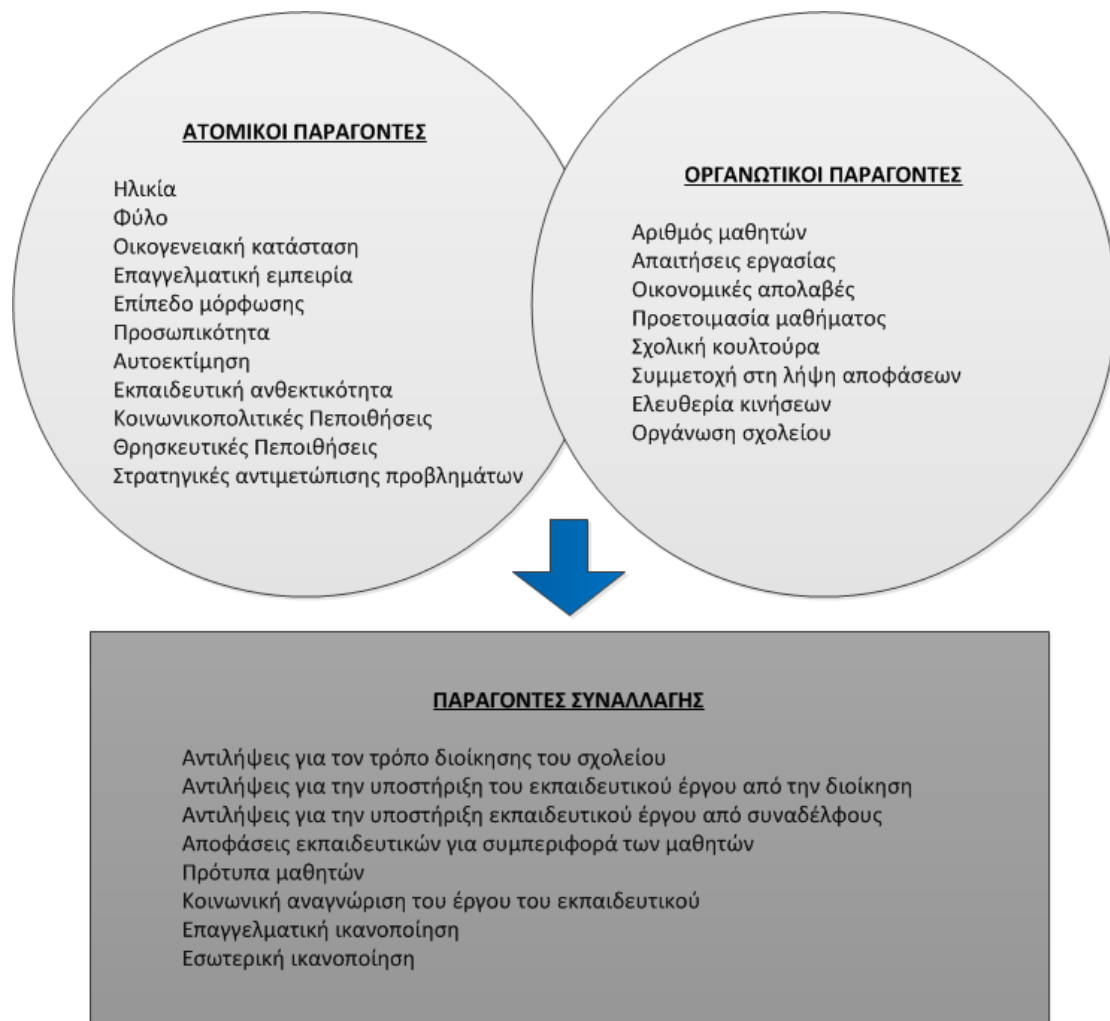 ΑΤΟΜΙΚΟΙ ΠΑΡΑΓΟΝΤΕΣ
Ηλικία
Φύλο
Οικογενειακή κατάσταση
Επαγγελματική εμπειρία
Επίπεδο μόρφωσης
Προσωπικότητα
Αυτοεκτίμηση
Εκπαιδευτική ανθεκτικότητα
Κοινωνικοπολιτικές Πεποιθήσεις
Θρησκευτικές Πεποιθήσεις
Στρατηγικές αντιμετώπισης προβλημάτων
ΟΡΓΑΝΩΤΙΚΟΙ ΠΑΡΑΓΟΝΤΕΣ
Αριθμός μαθητών
Απαιτήσεις εργασίας
Οικονομικές απολαβές
Προετοιμασία μαθήματος
Σχολική κουλτούρα
Συμμετοχή στη λήψη αποφάσεων
Ελευθερία κινήσεων
Οργάνωση σχολείου
ΠΑΡΑΓΟΝΤΕΣ ΣΥΝΑΛΛΑΓΗΣ
Αντιλήψεις για τον τρόπο διοίκησης του σχολείου
Αντιλήψεις για την υποστήριξη του εκπαιδευτικού έργου από την διοίκηση
Αντιλήψεις για την υποστήριξη εκπαιδευτικού έργου από συναδέλφους
Αποφάσεις εκπαιδευτικών για συμπεριφορά των μαθητών
Πρότυπα μαθητών
Κοινωνική αναγνώριση του έργου του εκπαιδευτικού
Επαγγελματική ικανοποίηση
Εσωτερική ικανοποίηση